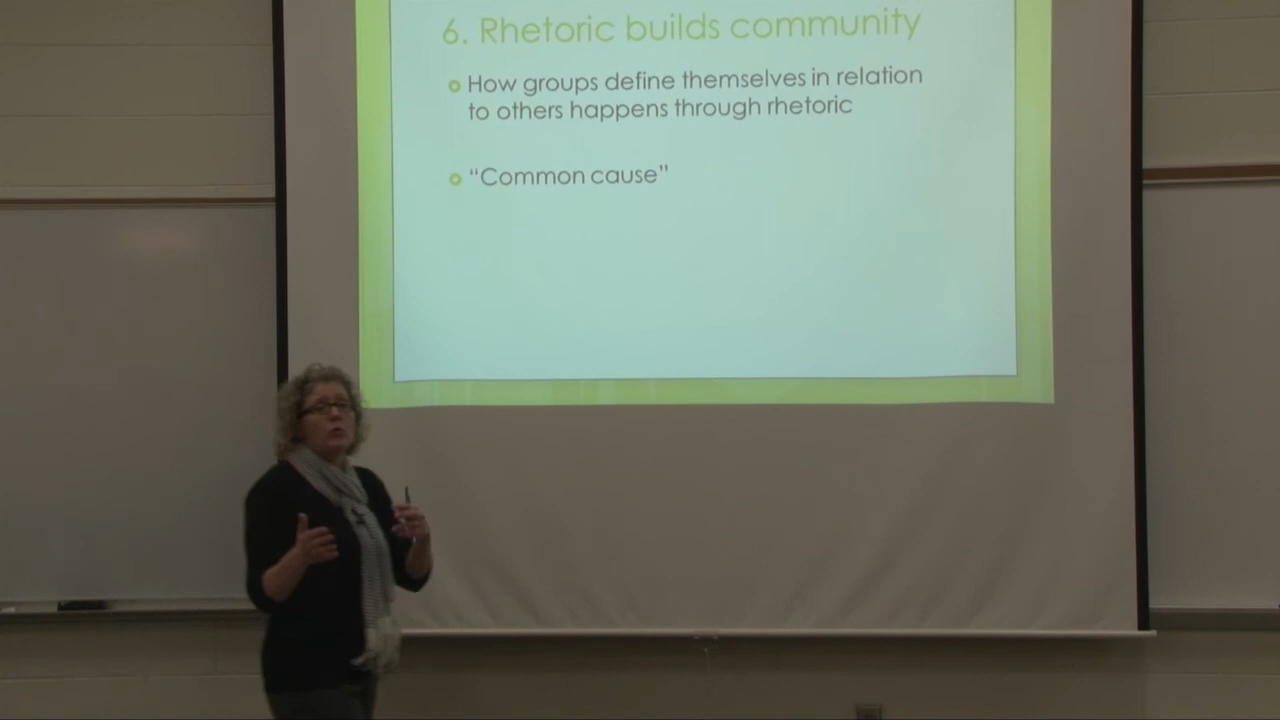 6. Rhetoric builds community
How groups define themselves in relation
to others happens through rhetoric
“Common cause”